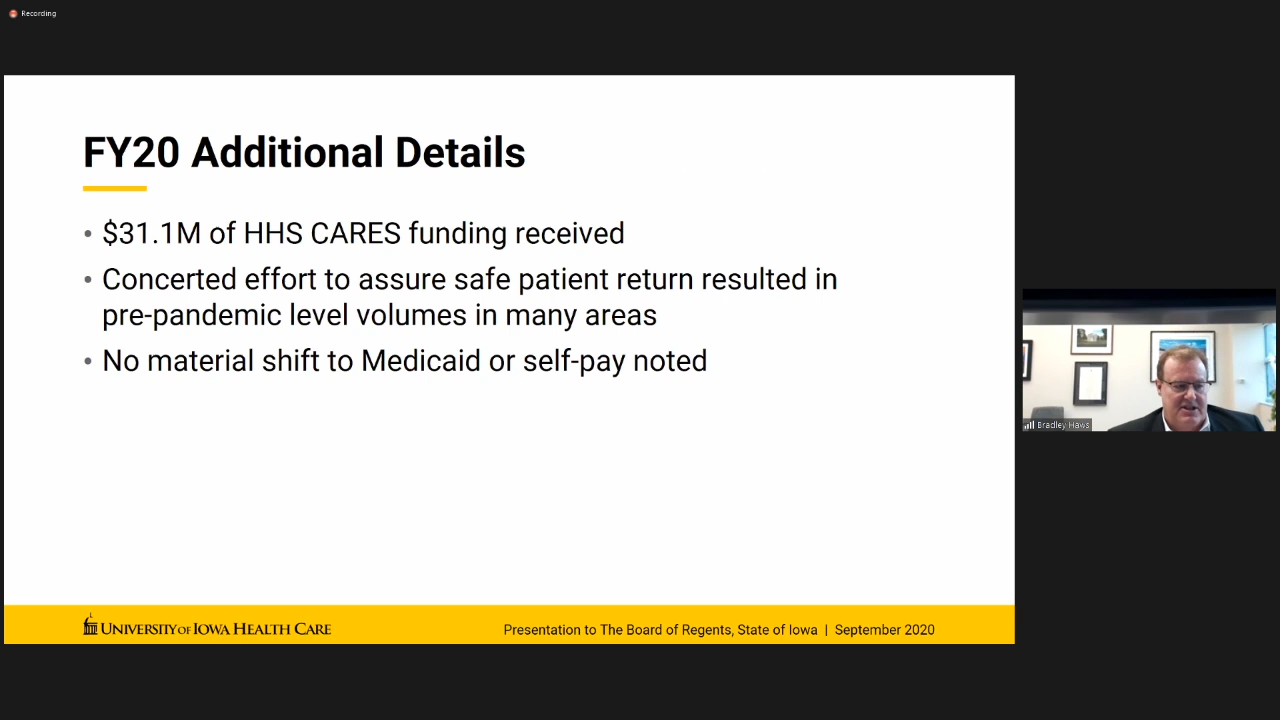 Recording
FY20 Additional Details
• $31.1M of HHS CARES funding received
• Concerted effort to assure safe patient return resulted in
pre-pandemic level volumes in many areas
• No material shift to Medicaid or self-pay noted
Bradley Haws
UNIVERSITY OF IOWA HEALTH CARE
Presentation to The Board of Regents, State of Iowa | September 2020